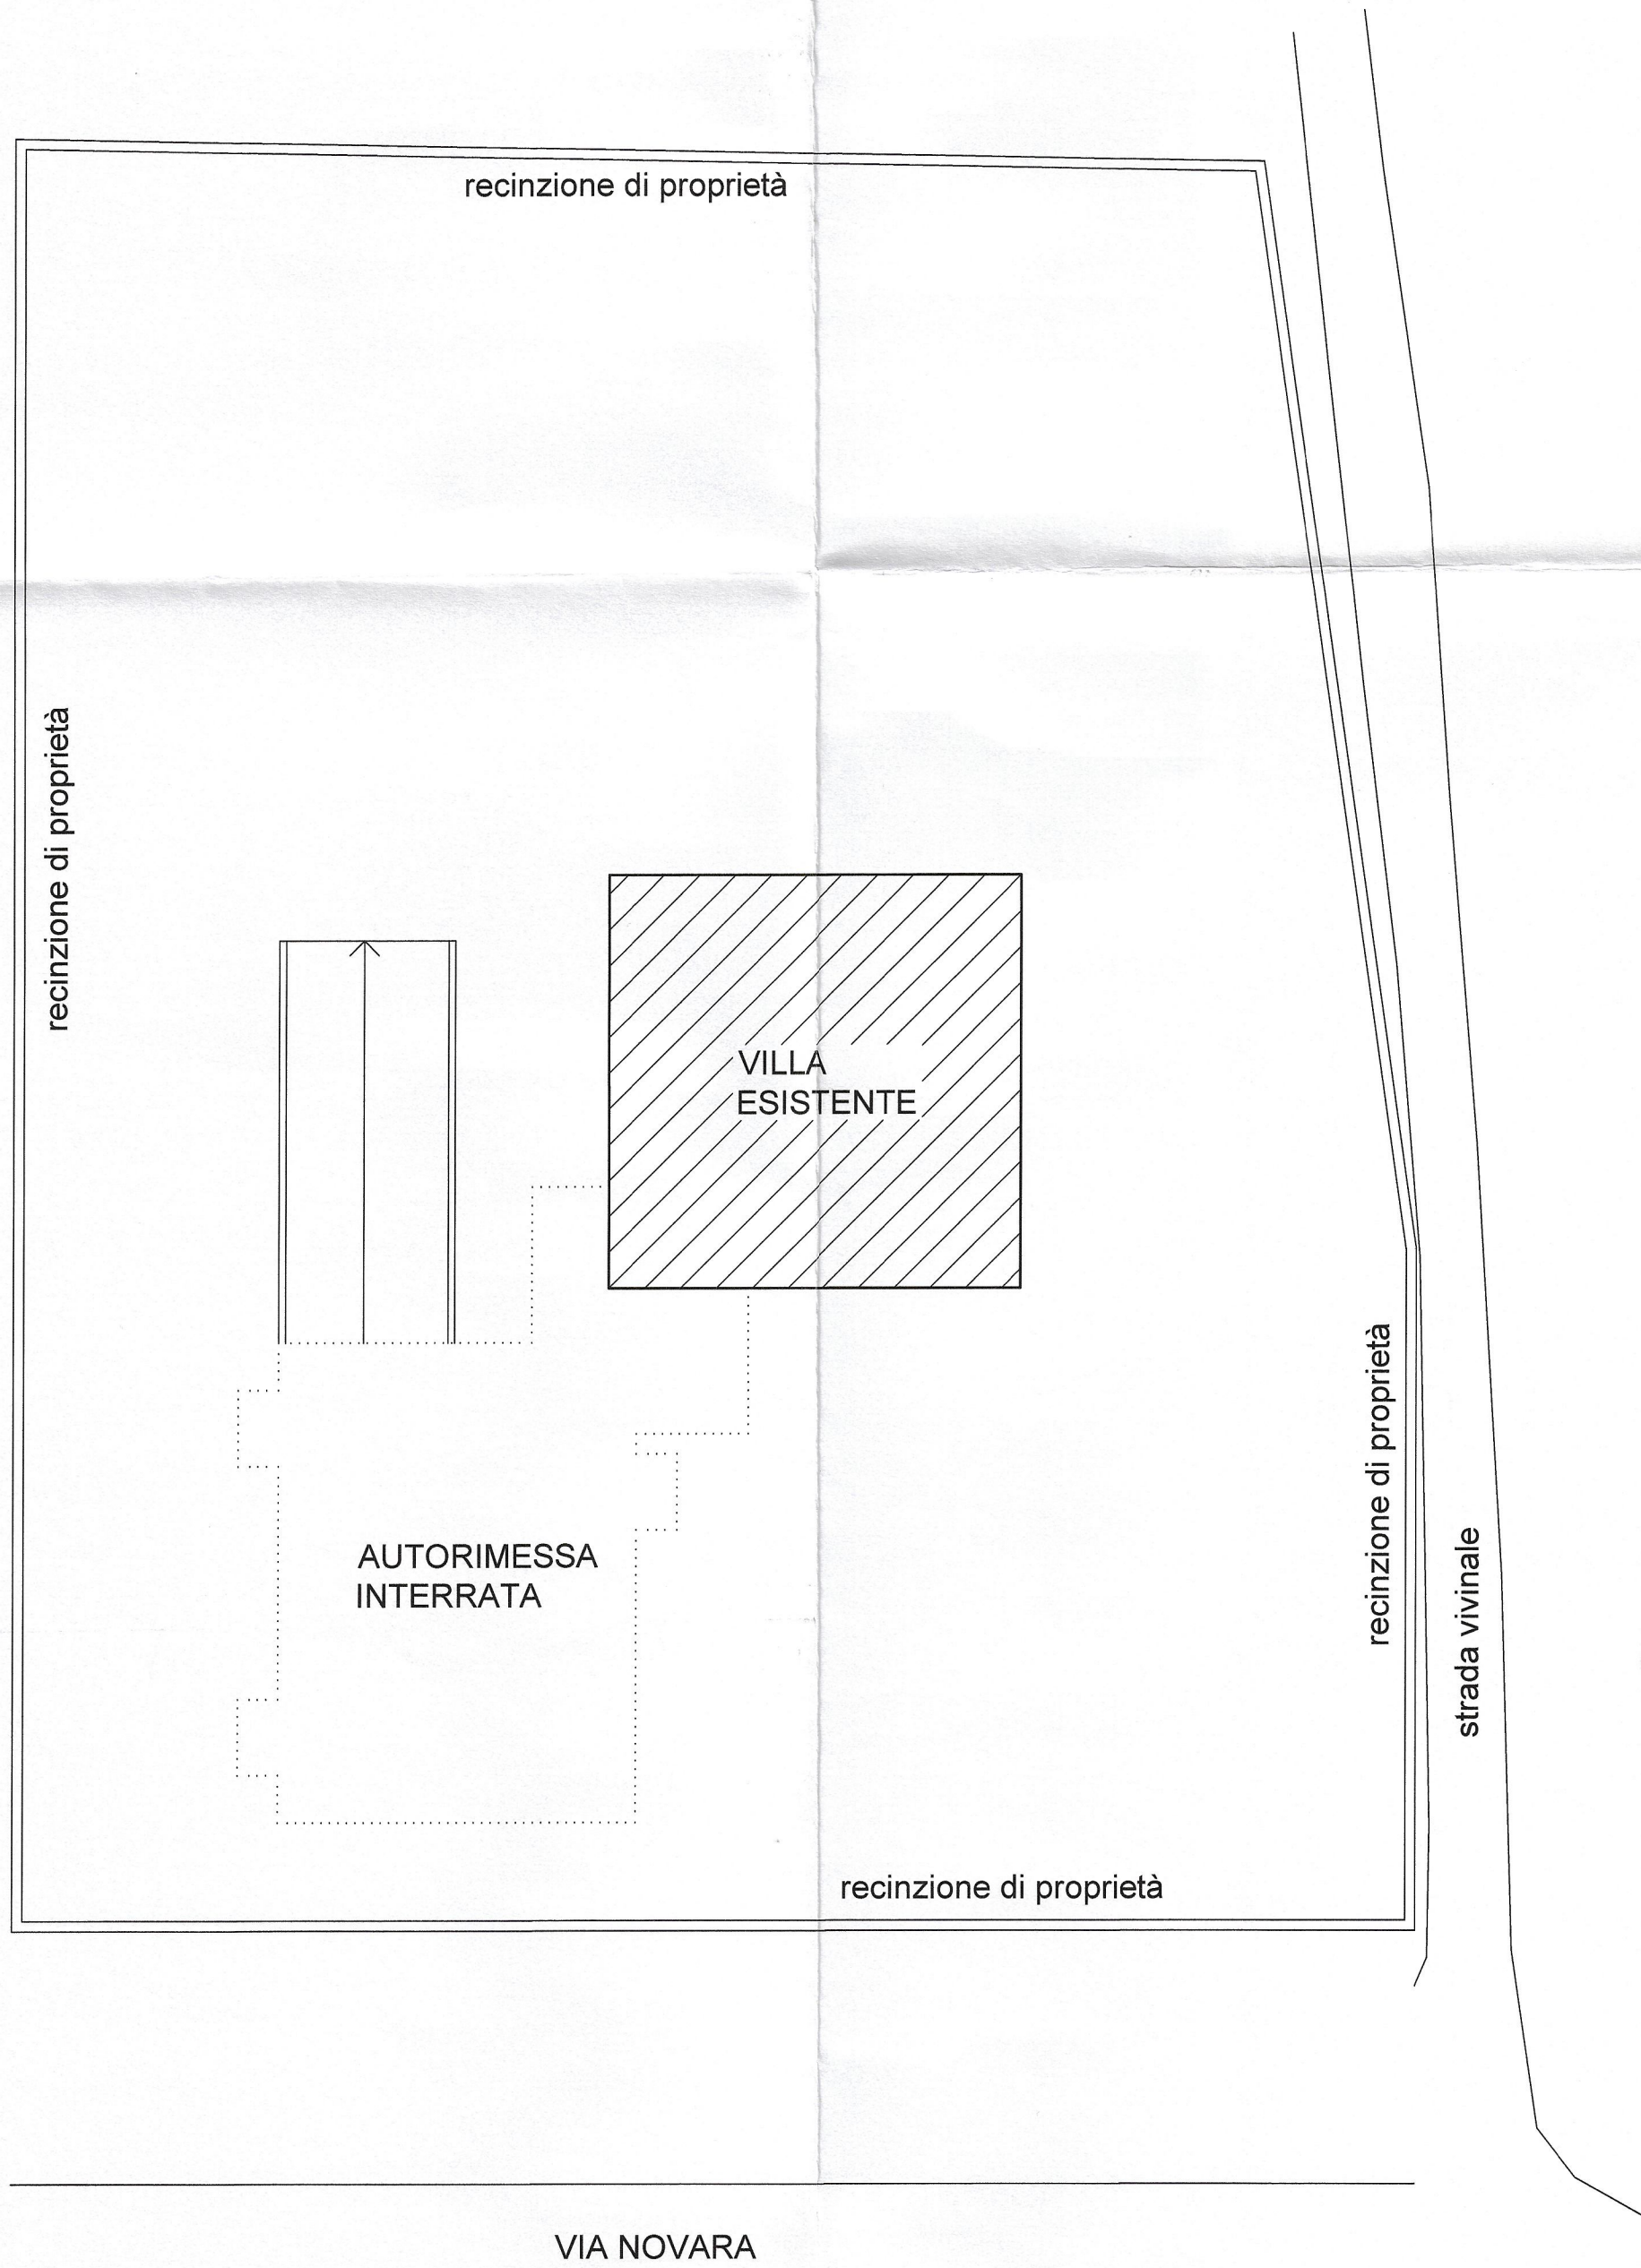 recinzione di proprietà
recinzione di proprietà
VILLA
ESISTENTE
recinzione di proprietà
AUTORIMESSA
INTERRATA
strada vivinale
recinzione di proprietà
VIA NOVARA